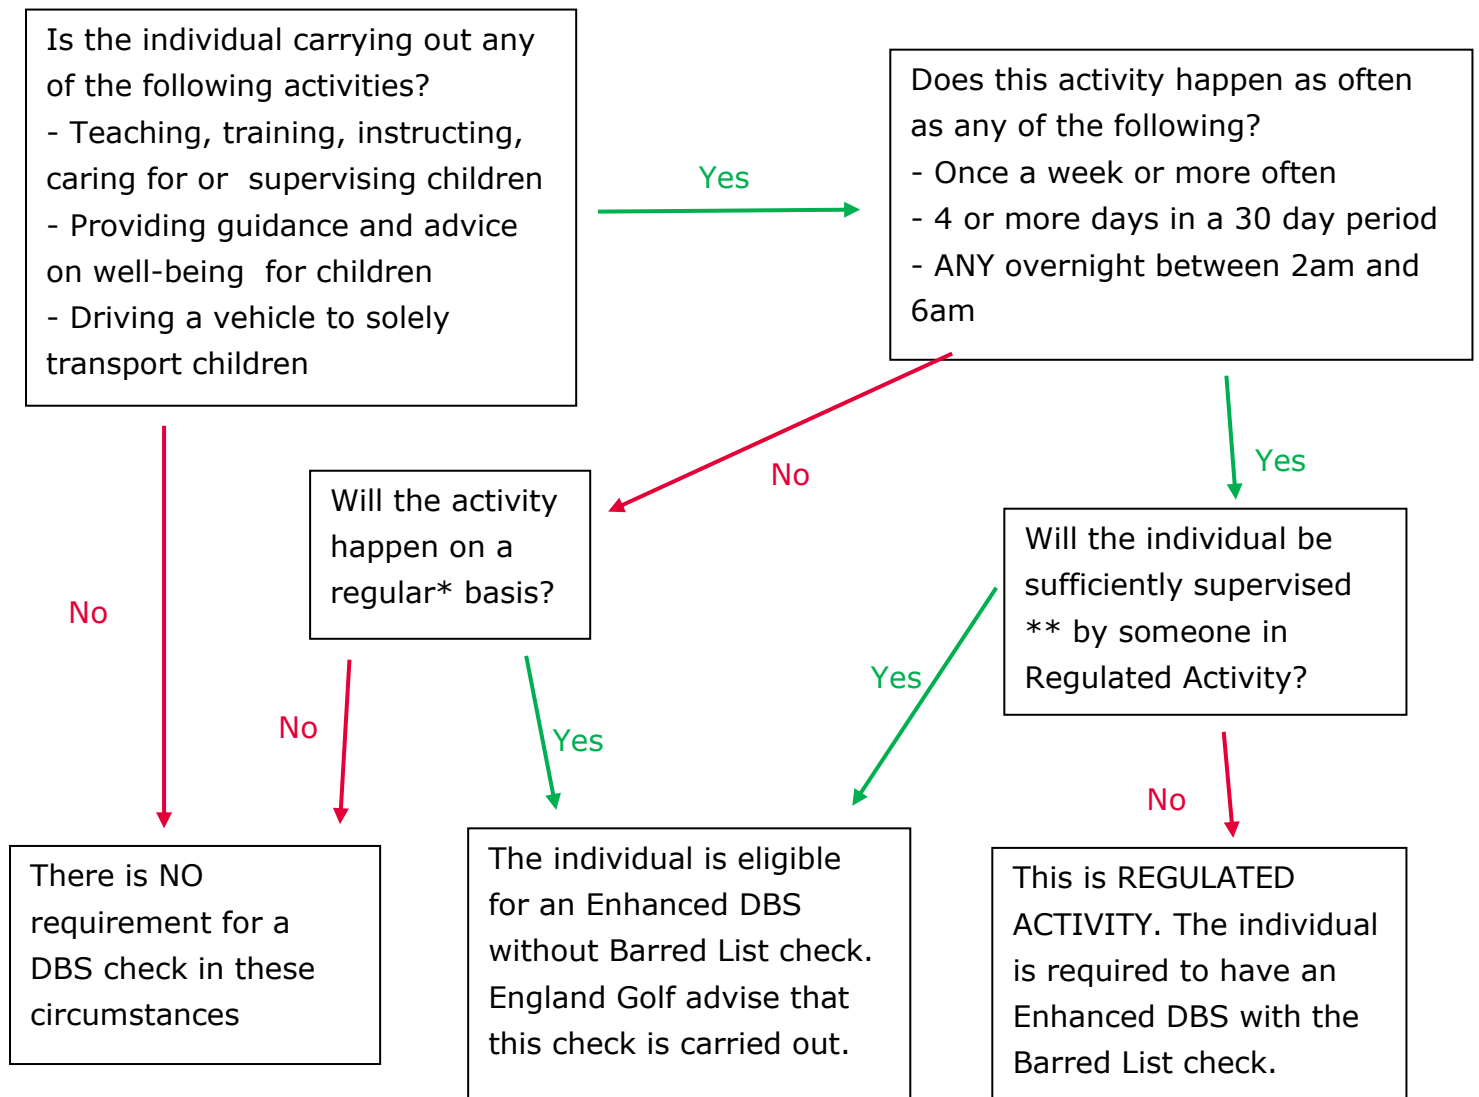 Is the individual carrying out any
of the following activities?
- Teaching, training, instructing,
caring for or  supervising children
- Providing guidance and advice
on well-being  for children
- Driving a vehicle to solely
transport children
Yes
Does this activity happen as often
as any of the following?
- Once a week or more often
- 4 or more days in a 30 day period
- ANY overnight between 2am and
6am
No
Yes
Will the activity
happen on a
regular* basis?
Will the individual be
sufficiently supervised
** by someone in
Regulated Activity?
No
No
Yes
Yes
No
There is NO
requirement for a
DBS check in these
circumstances
The individual is eligible
for an Enhanced DBS
without Barred List check.
England Golf advise that
this check is carried out.
This is REGULATED
ACTIVITY. The individual
is required to have an
Enhanced DBS with the
Barred List check.